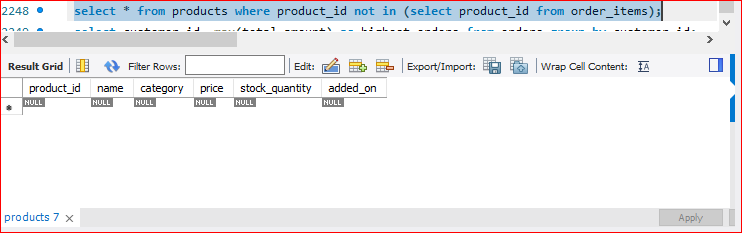 2248 select * from products where product_id not in (select product_id from order_items);
2249 select customer_id, max(total_amount) as highest_orders from orders group by customer_id;
Result Grid Filter Rows: Edit: Export/Import: Wrap Cell Content:
product_id name category price stock_quantity added_on
NULL NULL NULL NULL NULL NULL
products 7 Apply